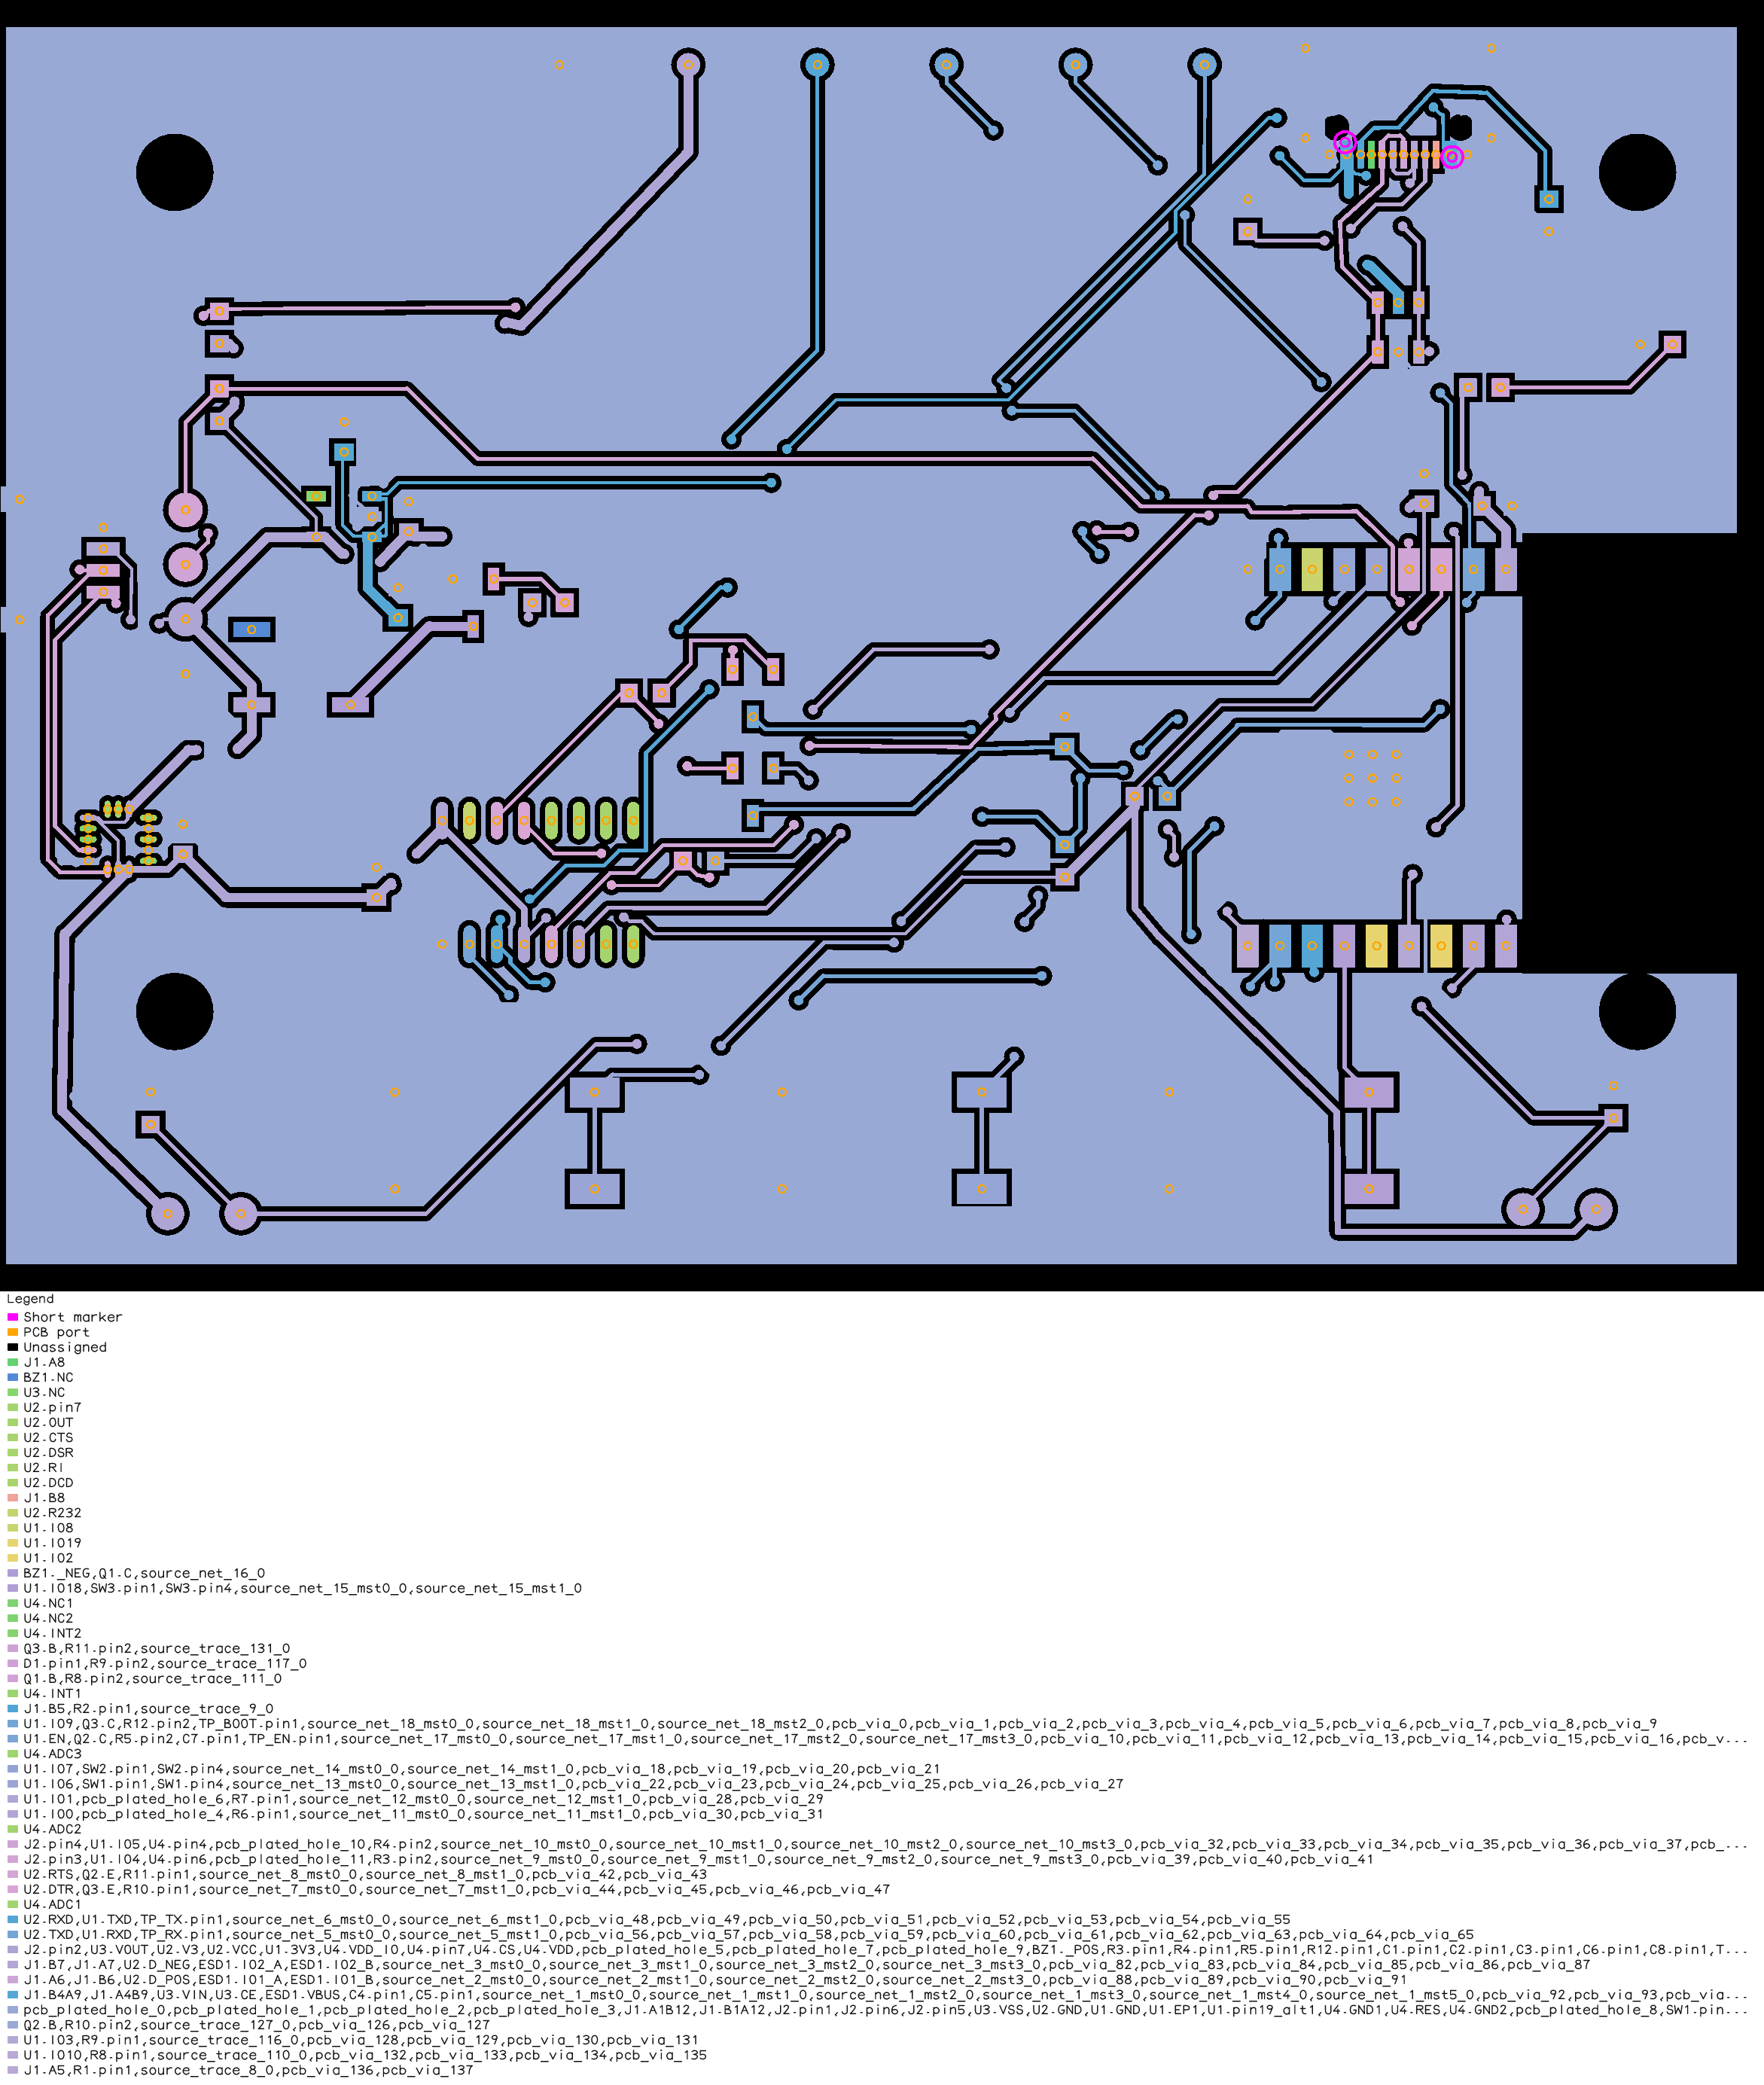 Legend
Short marker
PCB port
Unassigned
J1.A8
BZ1.NC
U3.NC
U2.pin7
U2.OUT
U2.CTS
U2.DSR
U2.RI
U2.DCD
J1.B8
U2.R232
U1.IO8
U1.IO19
U1.IO2
BZ1._NEG,Q1.C,source_net_16_0
U1.IO18,SW3.pin1,SW3.pin4,source_net_15_mst0_0,source_net_15_mst1_0
U4.NC1
U4.NC2
U4.INT2
Q3.B,R11.pin2,source_trace_131_0
D1.pin1,R9.pin2,source_trace_117_0
Q1.B,R8.pin2,source_trace_111_0
U4.INT1
J1.B5,R2.pin1,source_trace_9_0
U1.IO9,Q3.C,R12.pin2,TP_BOOT.pin1,source_net_18_mst0_0,source_net_18_mst1_0,source_net_18_mst2_0,pcb_via_0,pcb_via_1,pcb_via_2,pcb_via_3,pcb_via_4,pcb_via_5,pcb_via_6,pcb_via_7,pcb_via_8,pcb_via_9
U1.EN,Q2.C,R5.pin2,C7.pin1,TP_EN.pin1,source_net_17_mst0_0,source_net_17_mst1_0,source_net_17_mst2_0,source_net_17_mst3_0,pcb_via_10,pcb_via_11,pcb_via_12,pcb_via_13,pcb_via_14,pcb_via_15,pcb_via_16,pcb_v...
U4.ADC3
U1.IO7,SW2.pin1,SW2.pin4,source_net_14_mst0_0,source_net_14_mst1_0,pcb_via_18,pcb_via_19,pcb_via_20,pcb_via_21
U1.IO6,SW1.pin1,SW1.pin4,source_net_13_mst0_0,source_net_13_mst1_0,pcb_via_22,pcb_via_23,pcb_via_24,pcb_via_25,pcb_via_26,pcb_via_27
U1.IO1,pcb_plated_hole_6,R7.pin1,source_net_12_mst0_0,source_net_12_mst1_0,pcb_via_28,pcb_via_29
U1.IO0,pcb_plated_hole_4,R6.pin1,source_net_11_mst0_0,source_net_11_mst1_0,pcb_via_30,pcb_via_31
U4.ADC2
J2.pin4,U1.IO5,U4.pin4,pcb_plated_hole_10,R4.pin2,source_net_10_mst0_0,source_net_10_mst1_0,source_net_10_mst2_0,source_net_10_mst3_0,pcb_via_32,pcb_via_33,pcb_via_34,pcb_via_35,pcb_via_36,pcb_via_37,pcb_...
J2.pin3,U1.IO4,U4.pin6,pcb_plated_hole_11,R3.pin2,source_net_9_mst0_0,source_net_9_mst1_0,source_net_9_mst2_0,source_net_9_mst3_0,pcb_via_39,pcb_via_40,pcb_via_41
U2.RTS,Q2.E,R11.pin1,source_net_8_mst0_0,source_net_8_mst1_0,pcb_via_42,pcb_via_43
U2.DTR,Q3.E,R10.pin1,source_net_7_mst0_0,source_net_7_mst1_0,pcb_via_44,pcb_via_45,pcb_via_46,pcb_via_47
U4.ADC1
U2.RXD,U1.TXD,TP_TX.pin1,source_net_6_mst0_0,source_net_6_mst1_0,pcb_via_48,pcb_via_49,pcb_via_50,pcb_via_51,pcb_via_52,pcb_via_53,pcb_via_54,pcb_via_55
U2.TXD,U1.RXD,TP_RX.pin1,source_net_5_mst0_0,source_net_5_mst1_0,pcb_via_56,pcb_via_57,pcb_via_58,pcb_via_59,pcb_via_60,pcb_via_61,pcb_via_62,pcb_via_63,pcb_via_64,pcb_via_65
J2.pin2,U3.VOUT,U2.V3,U2.VCC,U1.3V3,U4.VDD_IO,U4.pin7,U4.CS,U4.VDD,pcb_plated_hole_5,pcb_plated_hole_7,pcb_plated_hole_9,BZ1._POS,R3.pin1,R4.pin1,R5.pin1,R12.pin1,C1.pin1,C2.pin1,C3.pin1,C6.pin1,C8.pin1,T...
J1.B7,J1.A7,U2.D_NEG,ESD1.IO2_A,ESD1.IO2_B,source_net_3_mst0_0,source_net_3_mst1_0,source_net_3_mst2_0,source_net_3_mst3_0,pcb_via_82,pcb_via_83,pcb_via_84,pcb_via_85,pcb_via_86,pcb_via_87
J1.A6,J1.B6,U2.D_POS,ESD1.IO1_A,ESD1.IO1_B,source_net_2_mst0_0,source_net_2_mst1_0,source_net_2_mst2_0,source_net_2_mst3_0,pcb_via_88,pcb_via_89,pcb_via_90,pcb_via_91
J1.B4A9,J1.A4B9,U3.VIN,U3.CE,ESD1.VBUS,C4.pin1,C5.pin1,source_net_1_mst0_0,source_net_1_mst1_0,source_net_1_mst2_0,source_net_1_mst3_0,source_net_1_mst4_0,source_net_1_mst5_0,pcb_via_92,pcb_via_93,pcb_via...
pcb_plated_hole_0,pcb_plated_hole_1,pcb_plated_hole_2,pcb_plated_hole_3,J1.A1B12,J1.B1A12,J2.pin1,J2.pin6,J2.pin5,U3.VSS,U2.GND,U1.GND,U1.EP1,U1.pin19_alt1,U4.GND1,U4.RES,U4.GND2,pcb_plated_hole_8,SW1.pin...
Q2.B,R10.pin2,source_trace_127_0,pcb_via_126,pcb_via_127
U1.IO3,R9.pin1,source_trace_116_0,pcb_via_128,pcb_via_129,pcb_via_130,pcb_via_131
U1.IO10,R8.pin1,source_trace_110_0,pcb_via_132,pcb_via_133,pcb_via_134,pcb_via_135
J1.A5,R1.pin1,source_trace_8_0,pcb_via_136,pcb_via_137